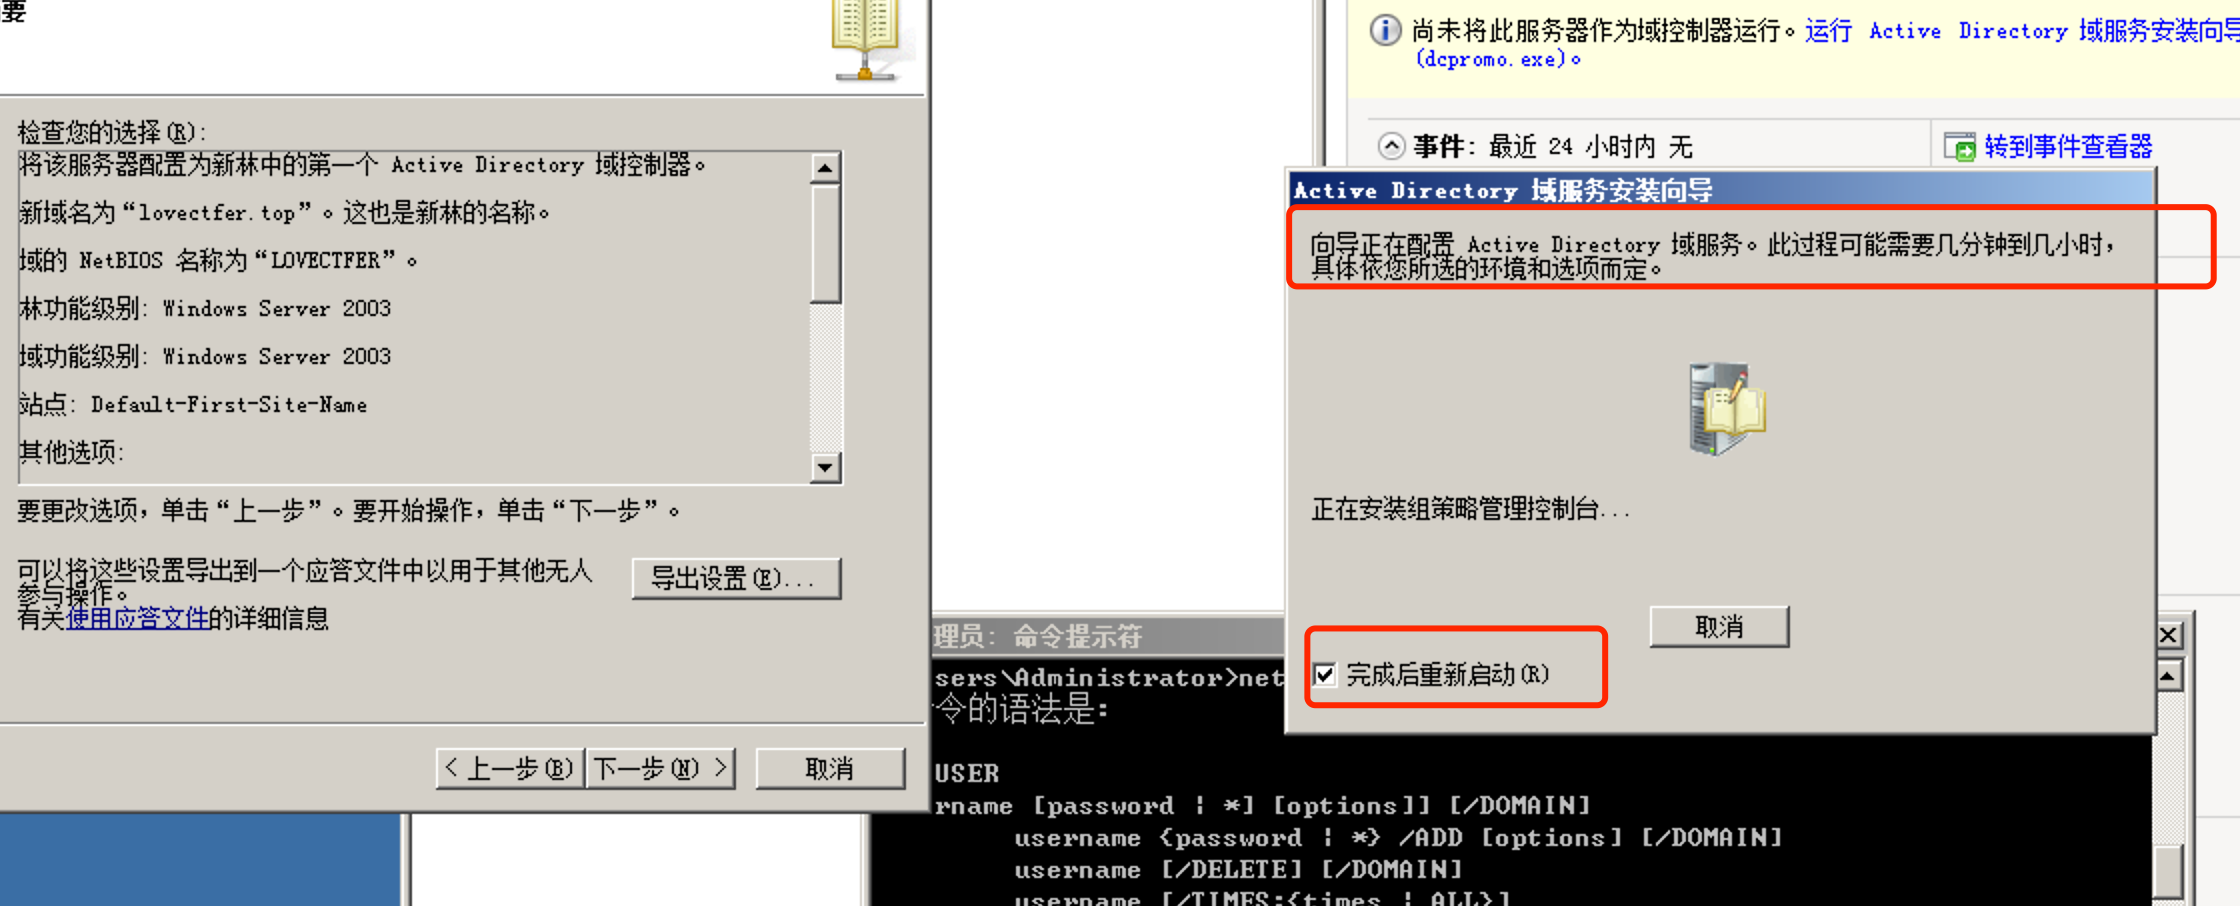 要
检查您的选择(R):
将该服务器配置为新林中的第一个 Active Directory 域控制器。
新域名为“lovectfer.top”。这也是新林的名称。
域的 NetBIOS 名称为“LOVECTFER”。
林功能级别: Windows Server 2003
域功能级别: Windows Server 2003
站点: Default-First-Site-Name
其他选项:
要更改选项，单击“上一步”。要开始操作，单击“下一步”。
可以将这些设置导出到一个应答文件中以用于其他无人
参与操作。
有关使用应答文件的详细信息
导出设置(E)...
< 上一步(B)
下一步(N) >
取消
尚未将此服务器作为域控制器运行。运行 Active Directory 域服务安装向导
(dcpromo.exe)。
事件: 最近 24 小时内 无
转到事件查看器
Active Directory 域服务安装向导
向导正在配置 Active Directory 域服务。此过程可能需要几分钟到几小时，
具体依您所选的环境和选项而定。
正在安装组策略管理控制台...
取消
完成后重新启动(R)
理员: 命令提示符
sers\Administrator>net
令的语法是:
USER
rname [password | *] [options]] [/DOMAIN]
username {password | *} /ADD [options] [/DOMAIN]
username [/DELETE] [/DOMAIN]
username [/TIMES:{times | ALL}]